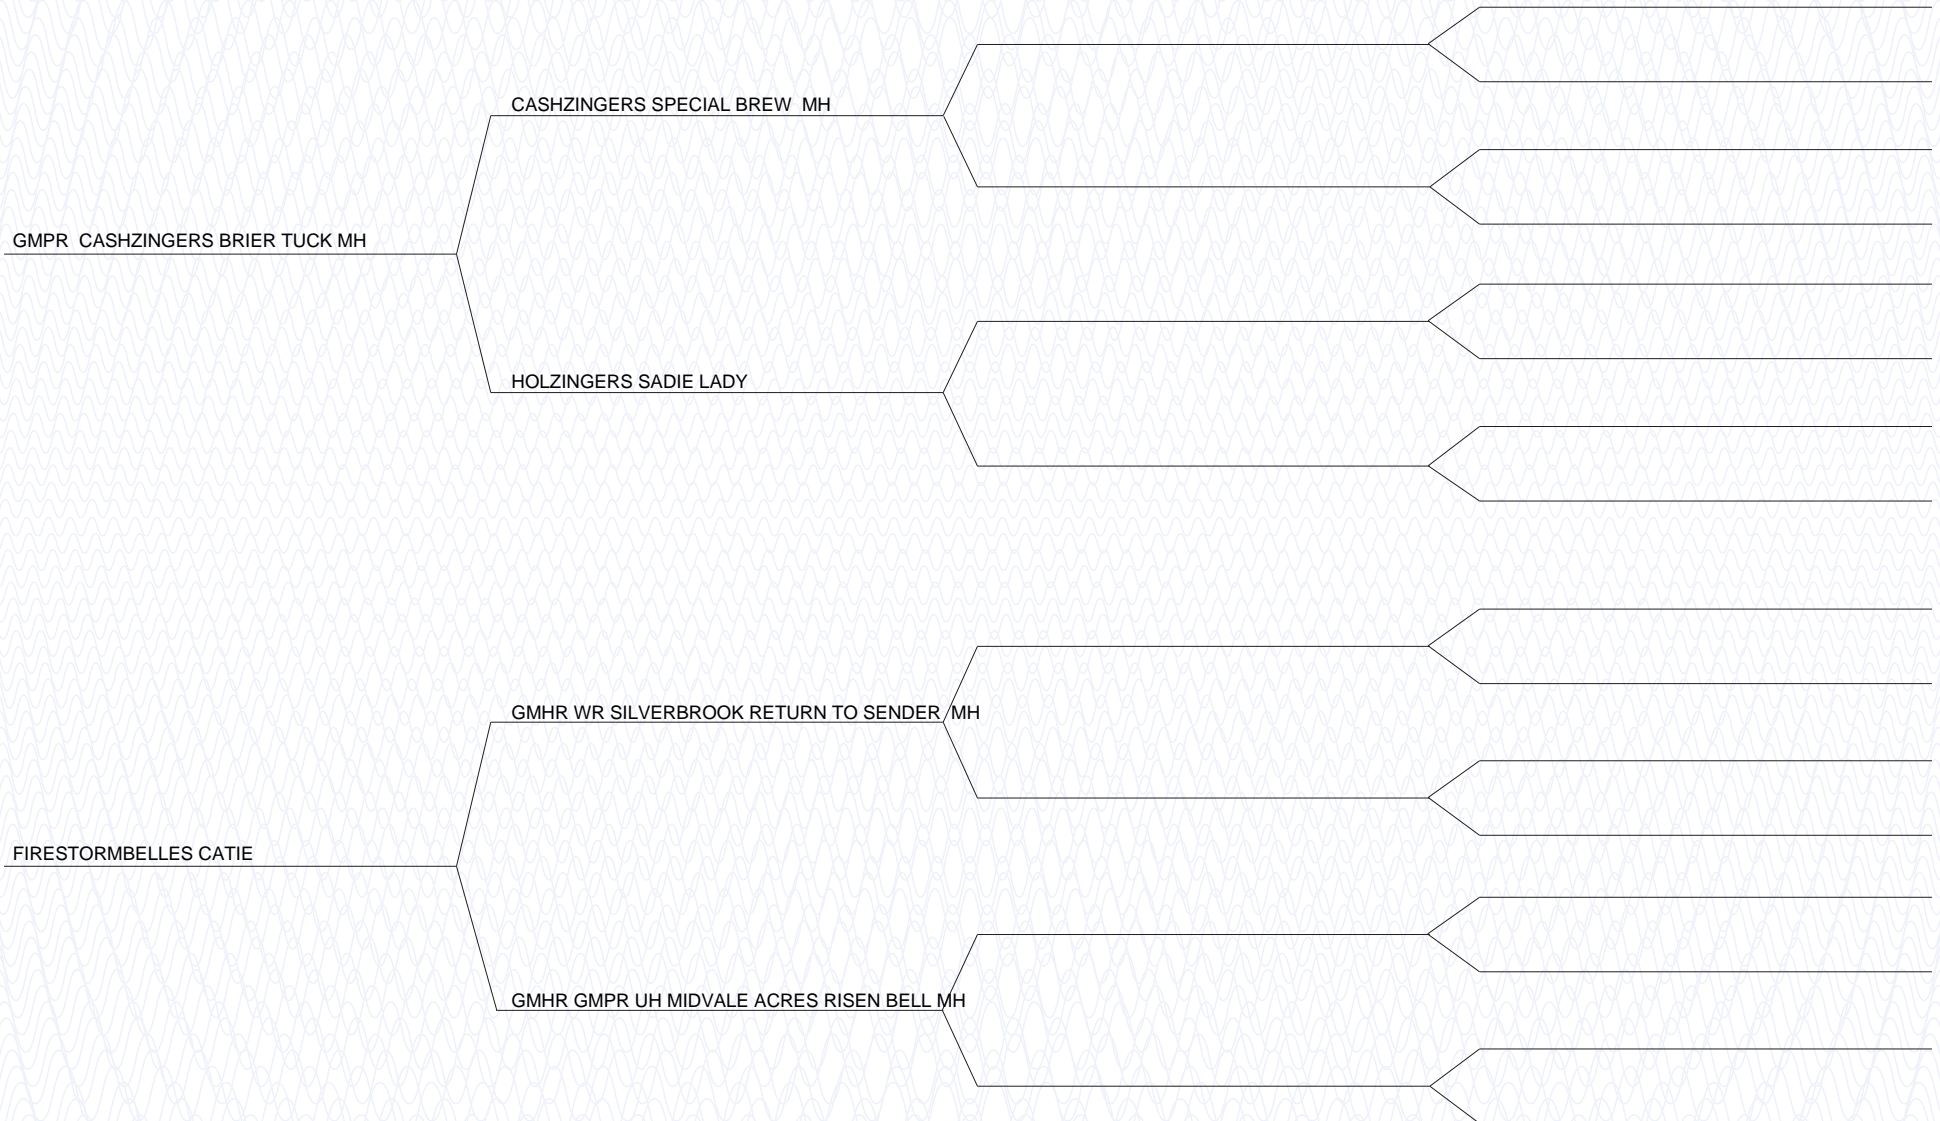 CASHZINGERS SPECIAL BREW  MH
GMPR  CASHZINGERS BRIER TUCK MH
HOLZINGERS SADIE LADY
GMHR WR SILVERBROOK RETURN TO SENDER  MH
FIRESTORMBELLES CATIE
GMHR GMPR UH MIDVALE ACRES RISEN BELL MH